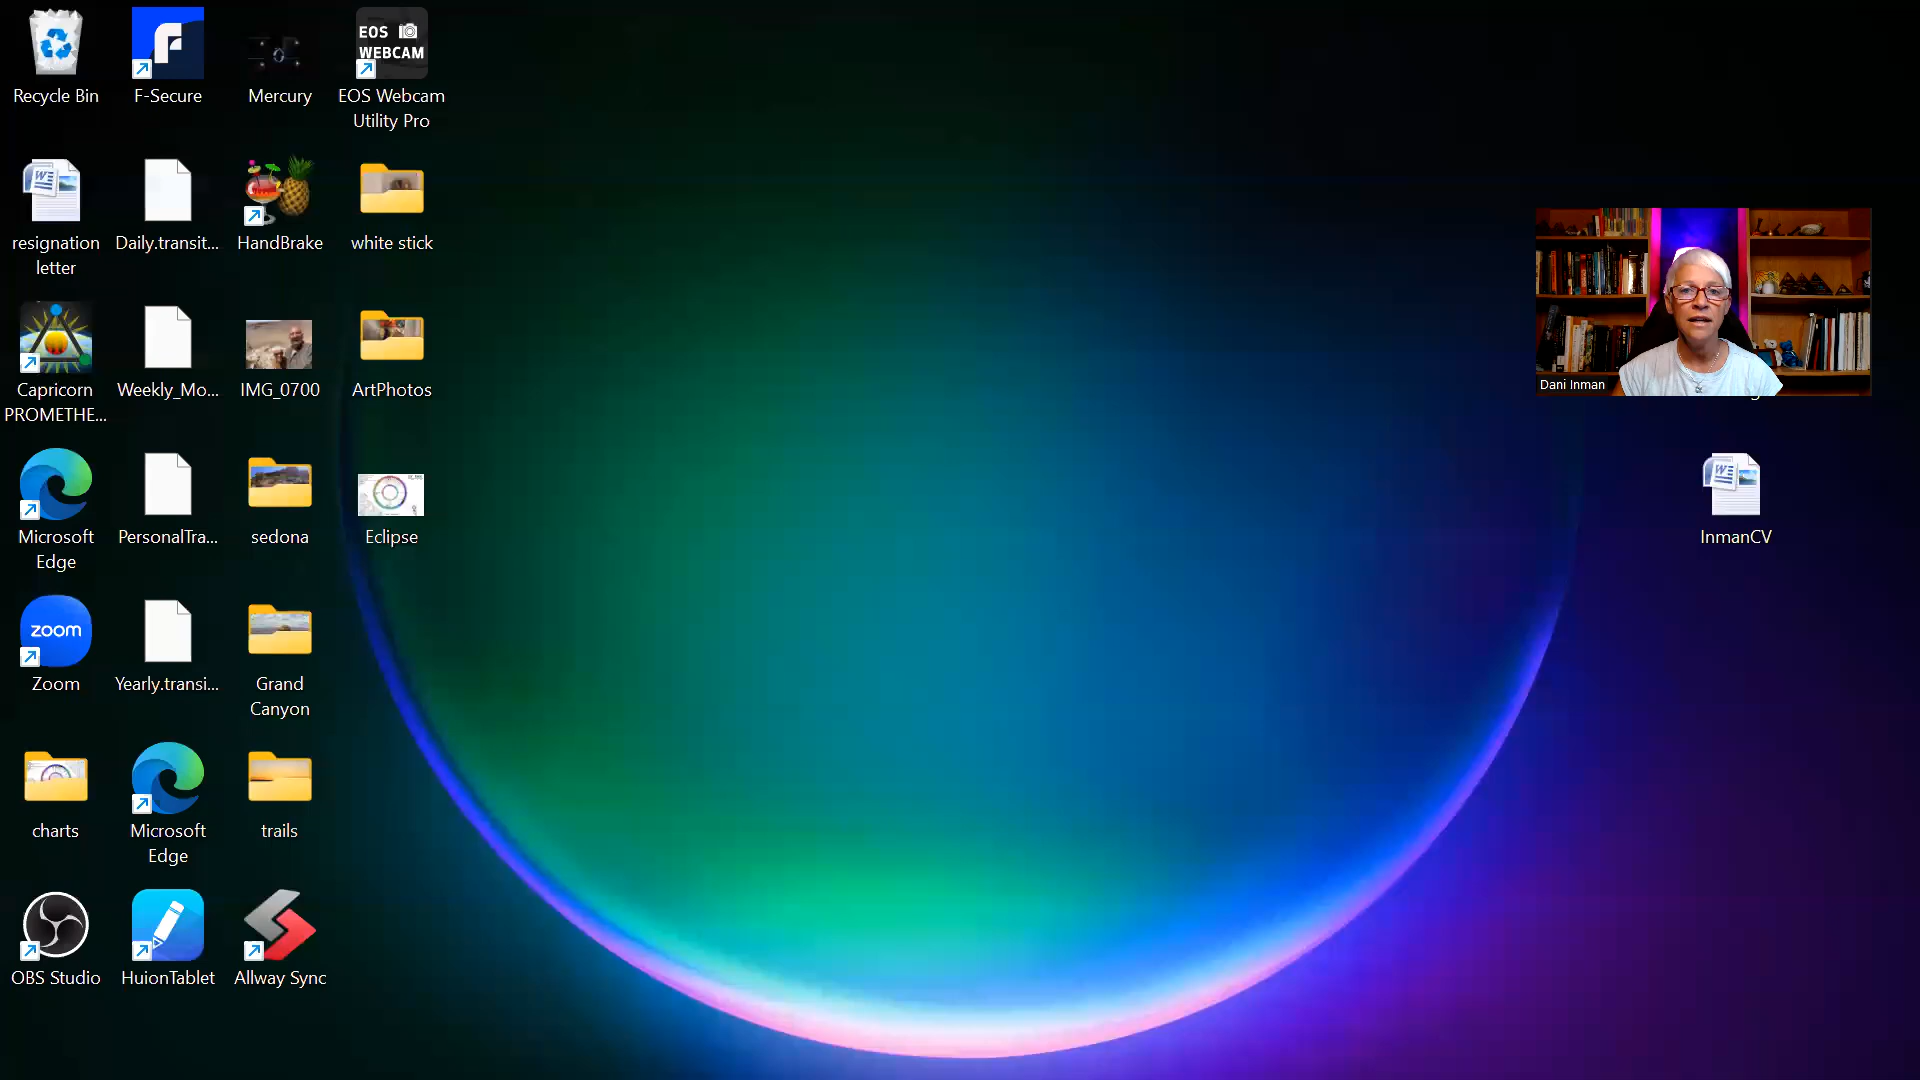 EOS
WEBCAM
Recycle Bin
F-Secure
Mercury
EOS Webcam
Utility Pro
resignation
letter
Daily.transit...
HandBrake
white stick
Capricorn
PROMETHE...
Weekly_Mo...
IMG_0700
ArtPhotos
Dani Inman
Microsoft
Edge
PersonalTra...
sedona
Eclipse
InmanCV
zoom
Zoom
Yearly.transi...
Grand
Canyon
charts
Microsoft
Edge
trails
OBS Studio
HuionTablet
Allway Sync